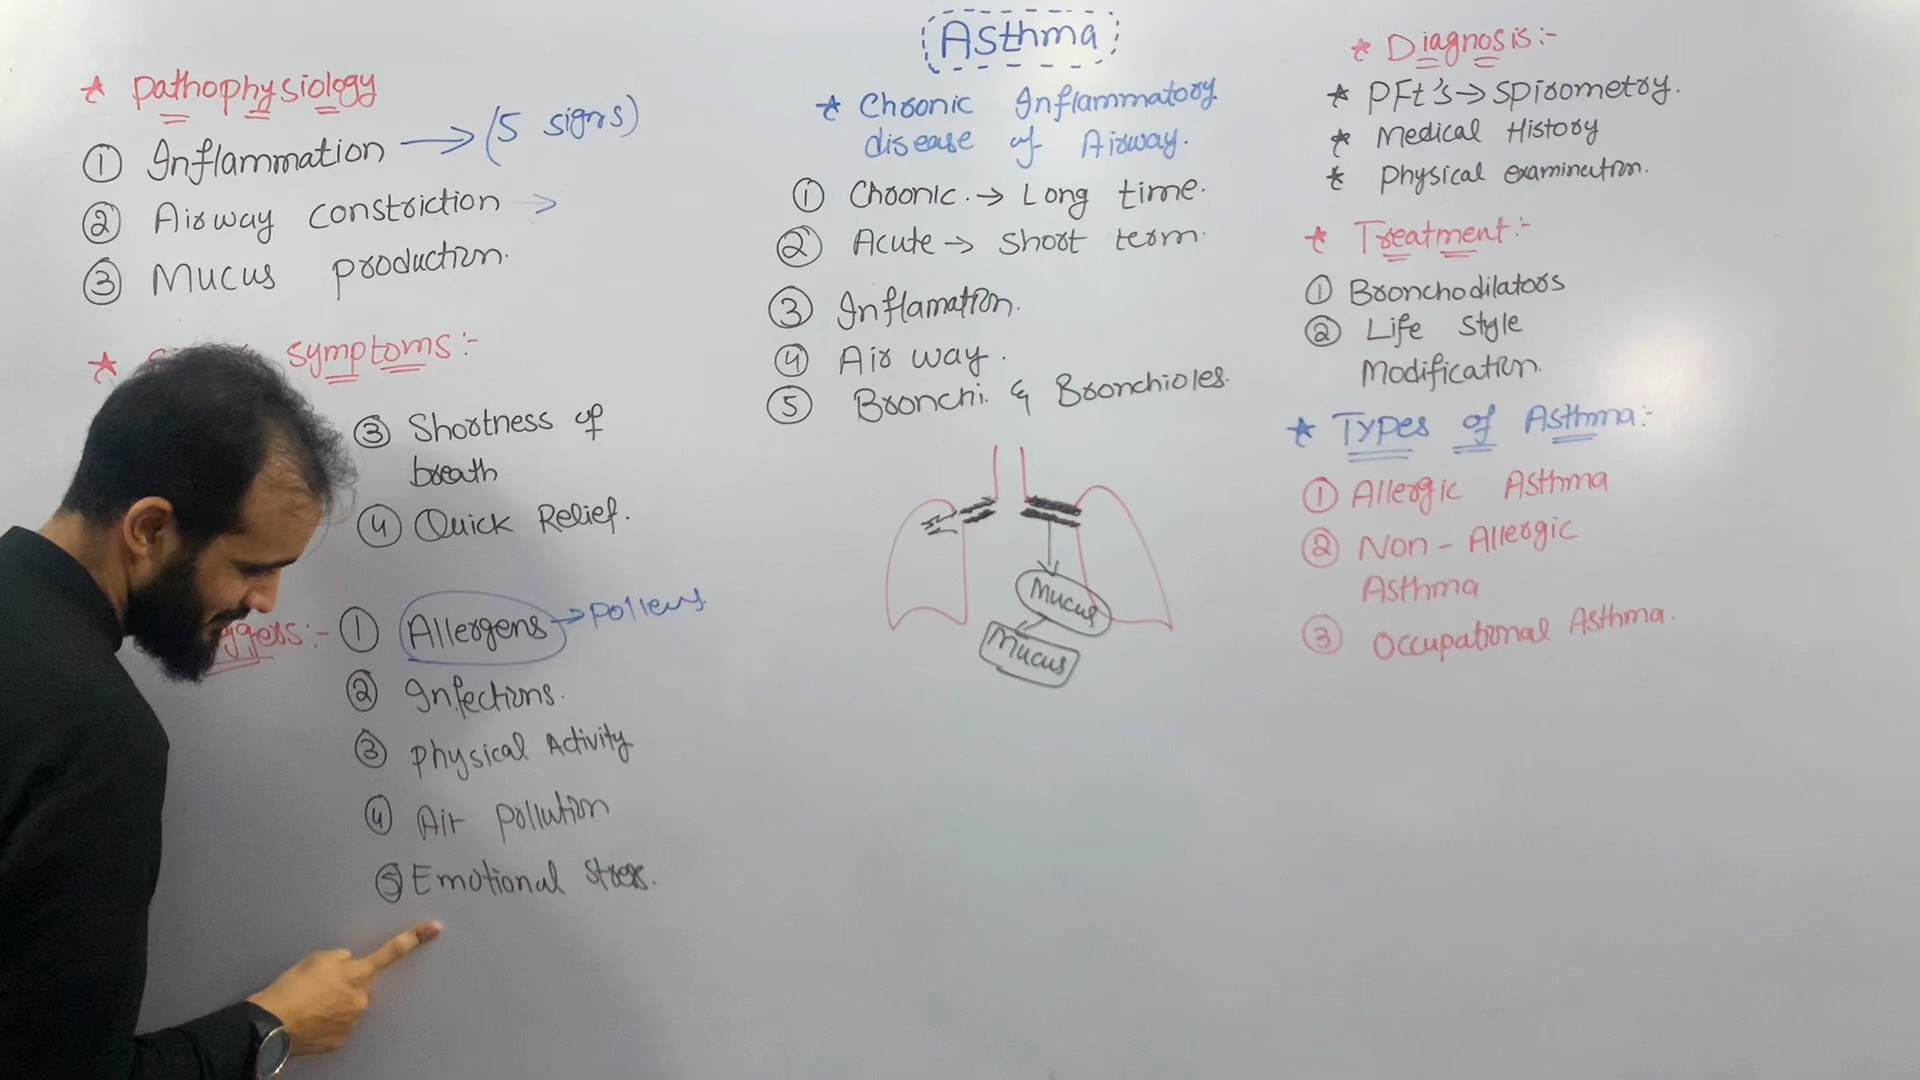 Asthma
* Pathophysiology
① Inflammation → (5 signs)
② Airway constriction >
③ Mucus production.
* symptoms:-
③ Shortness of
breath
④ Quick Relief.
ggers:- ① Allergens → pollens
② Infections.
③ Physical Activity
④ Air pollution
⑤ Emotional Stress.
* Chronic Inflammatory
disease of Airway.
① Chronic. → Long time.
② Acute → Short term.
③ Inflamation.
④ Air way.
⑤ Bronchi. & Bronchioles.
Mucus
Mucus
* Diagnosis:-
* PFt's → Spirometry.
* Medical History
* Physical examination.
* Treatment:-
① Bronchodilators
② Life Style
Modification.
* Types of Asthma:-
① Allergic Asthma
② Non - Allergic
Asthma
③ Occupational Asthma.